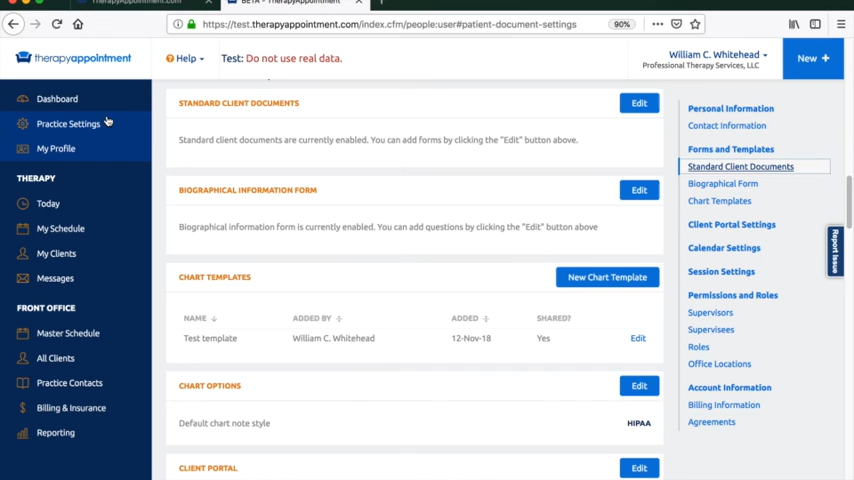 therapyappointment.com
BETA - TherapyAppointment
https://test.therapyappointment.com/index.cfm/people:user#patient-document-settings
90%
therapyappointment
Help
Test: Do not use real data.
William C. Whitehead
Professional Therapy Services, LLC
New +
Dashboard
Practice Settings
My Profile
THERAPY
Today
My Schedule
My Clients
Messages
FRONT OFFICE
Master Schedule
All Clients
Practice Contacts
Billing & Insurance
Reporting
STANDARD CLIENT DOCUMENTS
Edit
Standard client documents are currently enabled. You can add forms by clicking the "Edit" button above.
BIOGRAPHICAL INFORMATION FORM
Edit
Biographical information form is currently enabled. You can add questions by clicking the "Edit" button above
CHART TEMPLATES
New Chart Template
NAME ADDED BY ADDED SHARED?
Test template William C. Whitehead 12-Nov-18 Yes Edit
CHART OPTIONS
Edit
Default chart note style HIPAA
CLIENT PORTAL
Edit
Personal Information
Contact Information
Forms and Templates
Standard Client Documents
Biographical Form
Chart Templates
Client Portal Settings
Calendar Settings
Session Settings
Permissions and Roles
Supervisors
Supervisees
Roles
Office Locations
Account Information
Billing Information
Agreements
Report Issue